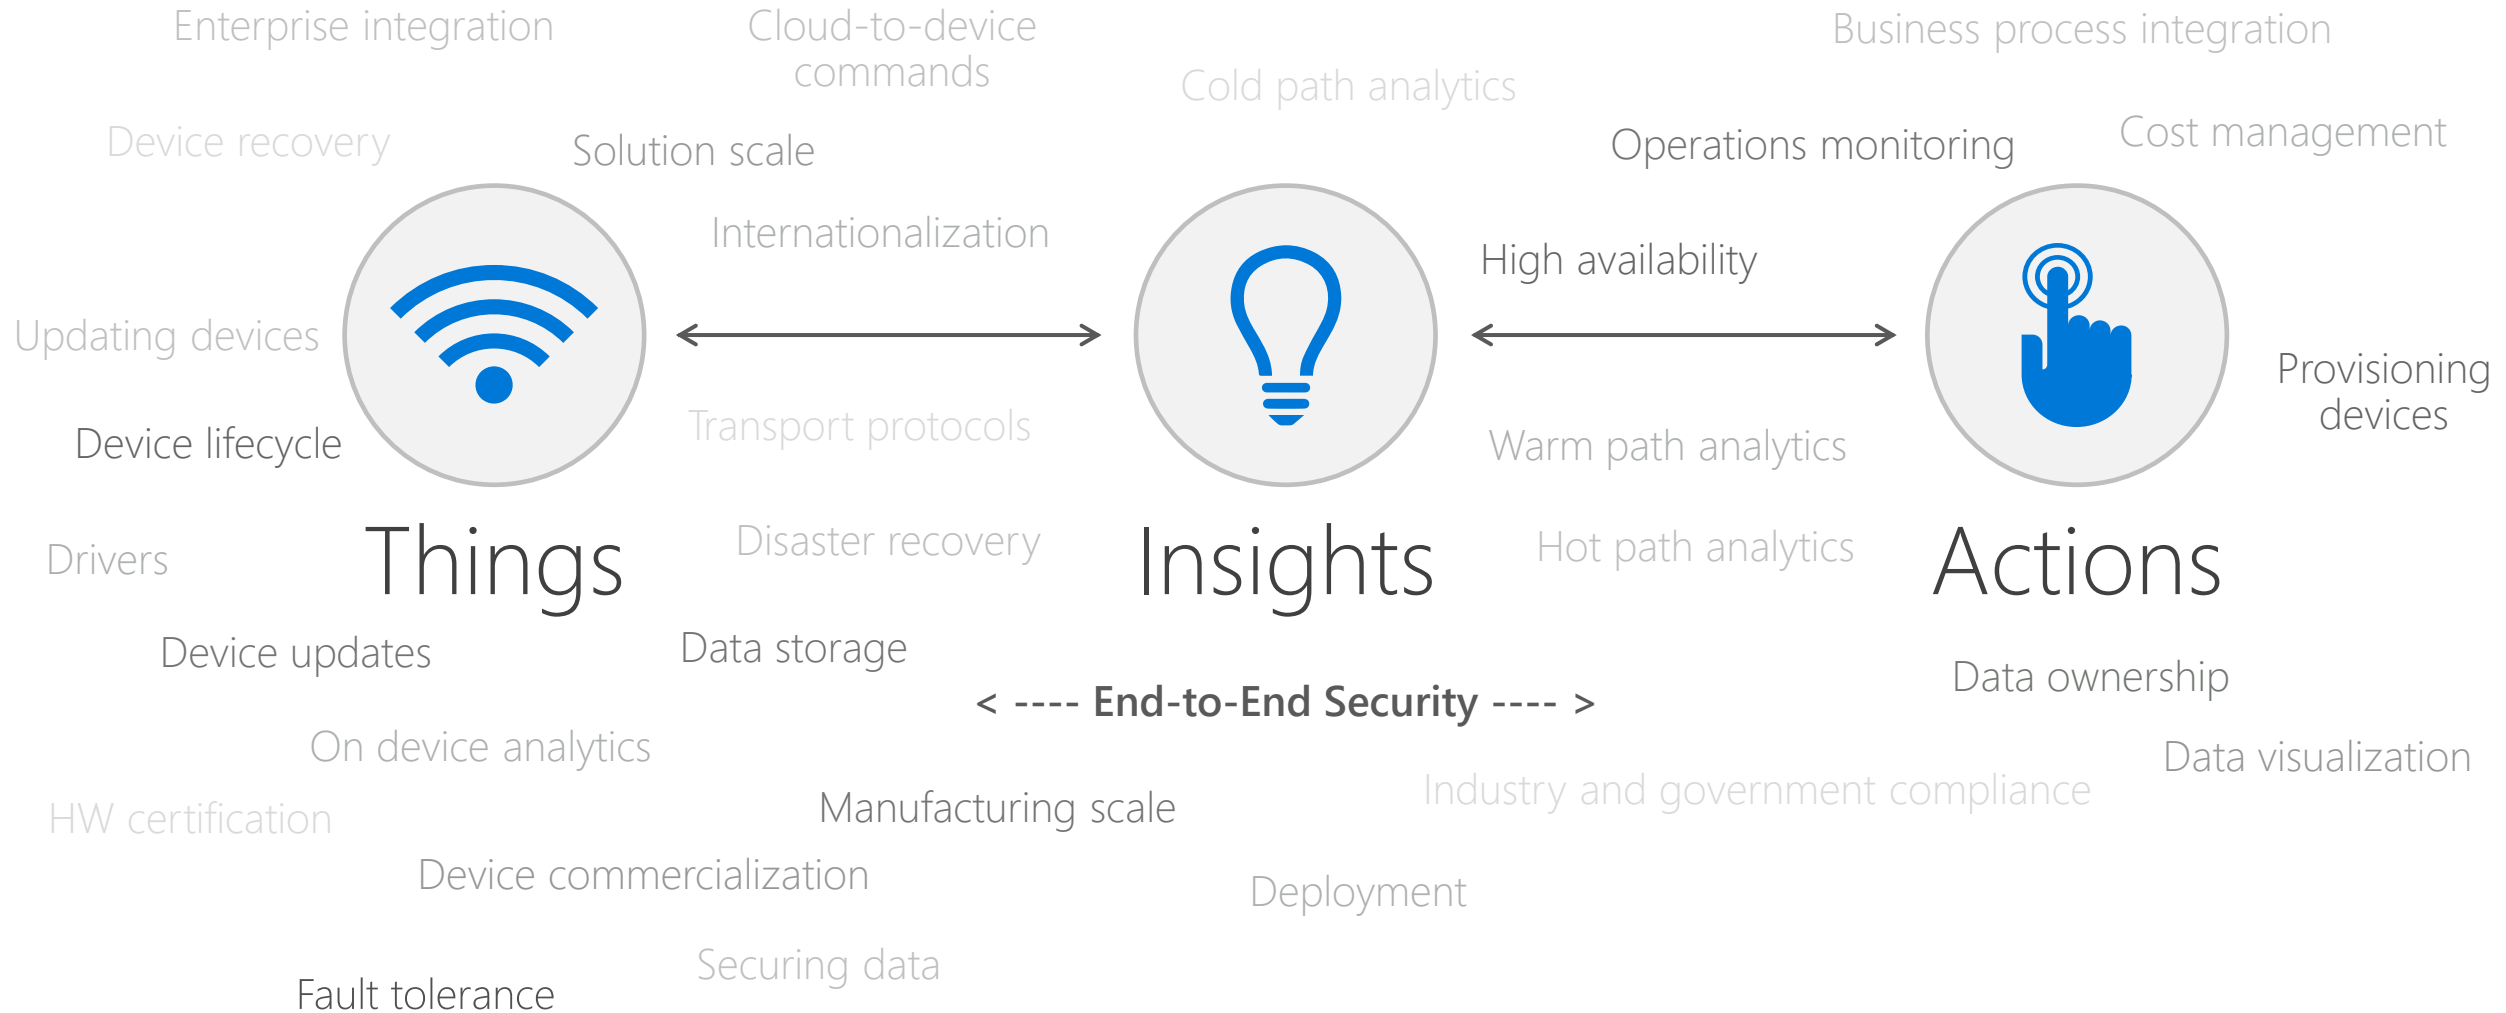 Enterprise integration
Cloud-to-device
commands
Business process integration
Cold path analytics
Device recovery
Solution scale
Operations monitoring
Cost management
Internationalization
High availability
Updating devices
Provisioning
devices
Device lifecycle
Transport protocols
Warm path analytics
Drivers
Things
Disaster recovery
Insights
Hot path analytics
Actions
Device updates
Data storage
Data ownership
< ---- End-to-End Security ---- >
On device analytics
Data visualization
Industry and government compliance
HW certification
Manufacturing scale
Device commercialization
Deployment
Securing data
Fault tolerance